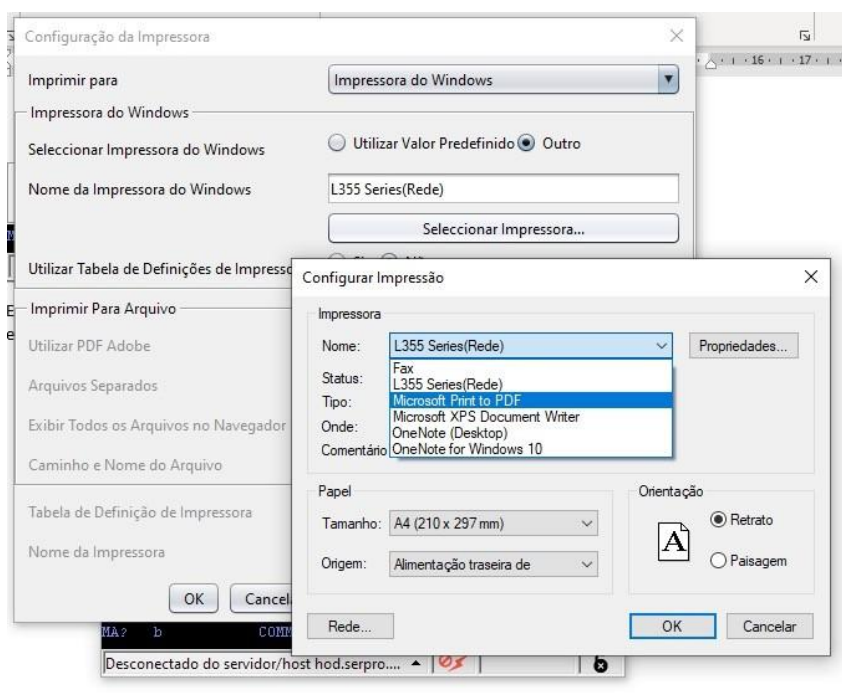 Configuração da Impressora
16 17
Imprimir para
Impressora do Windows
Impressora do Windows
Seleccionar Impressora do Windows
Utilizar Valor Predefinido Outro
Nome da Impressora do Windows
L355 Series(Rede)
Seleccionar Impressora...
Utilizar Tabela de Definições de Impresso
Imprimir Para Arquivo
Utilizar PDF Adobe
Arquivos Separados
Exibir Todos os Arquivos no Navegador
Caminho e Nome do Arquivo
Tabela de Definição de Impressora
Nome da Impressora
OK
Cancel
Configurar Impressão
Impressora
Nome:
L355 Series(Rede)
Propriedades...
Status:
Tipo:
Onde:
Comentário
Fax
L355 Series(Rede)
Microsoft Print to PDF
Microsoft XPS Document Writer
OneNote (Desktop)
OneNote for Windows 10
Papel
Tamanho:
A4 (210 x 297 mm)
Origem:
Alimentação traseira de
Orientação
A
Retrato
Paisagem
Rede...
OK
Cancelar
MA? b COMM
Desconectado do servidor/host hod.serpro....